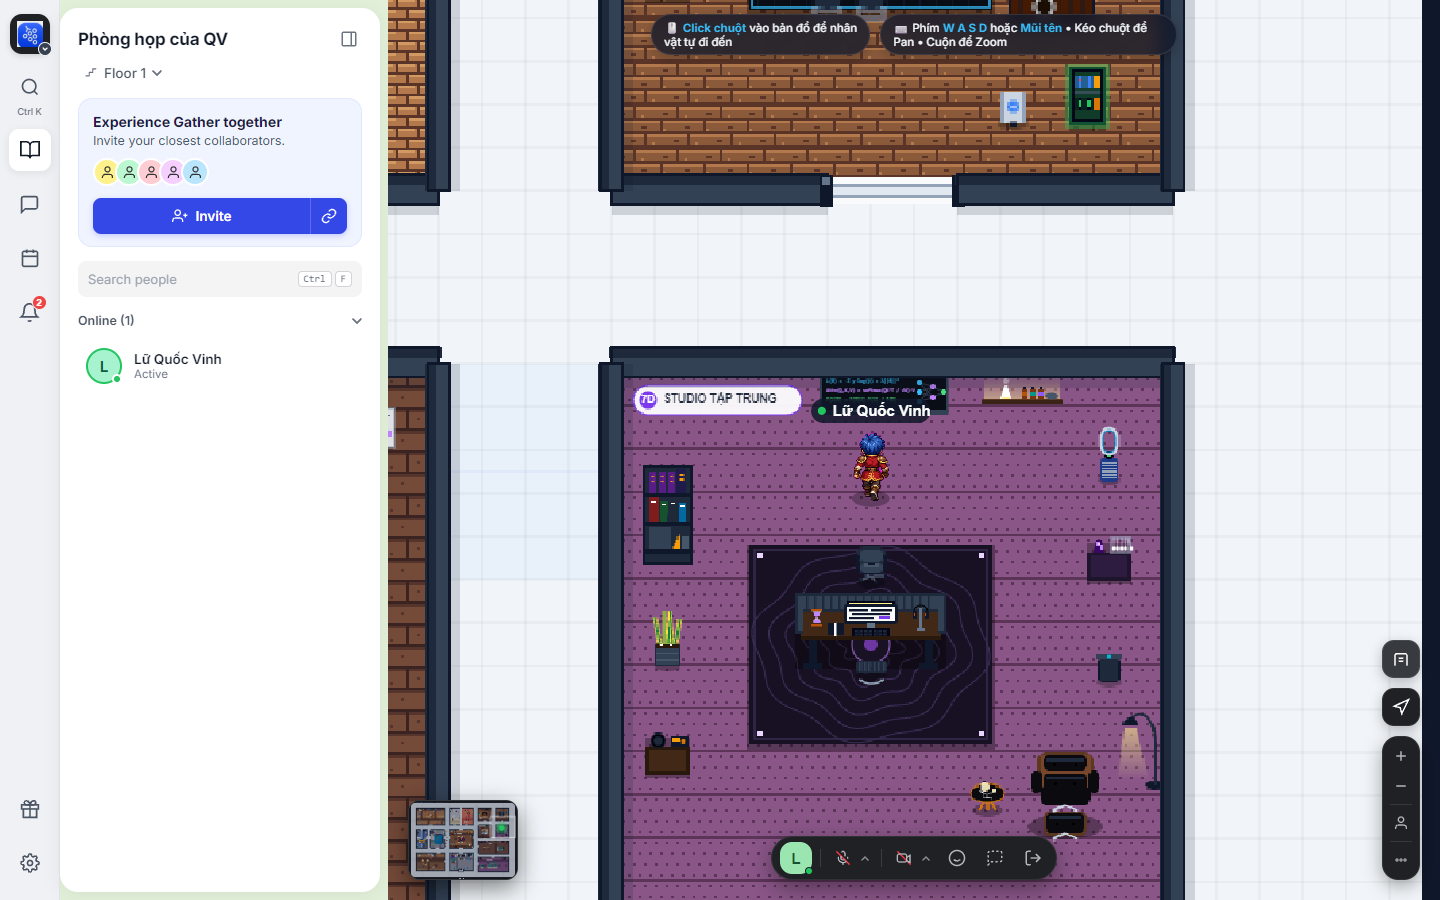 Phòng họp của QV
Floor 1
Ctrl K
Experience Gather together
Invite your closest collaborators.
Invite
Search people
Ctrl F
Online (1)
L
Lữ Quốc Vinh
Active
2
Click chuột vào bản đồ để nhân
vật tự đi đến
Phím W A S D hoặc Mũi tên • Kéo chuột để
Pan • Cuộn để Zoom
7D STUDIO TẬP TRUNG
Lữ Quốc Vinh
L